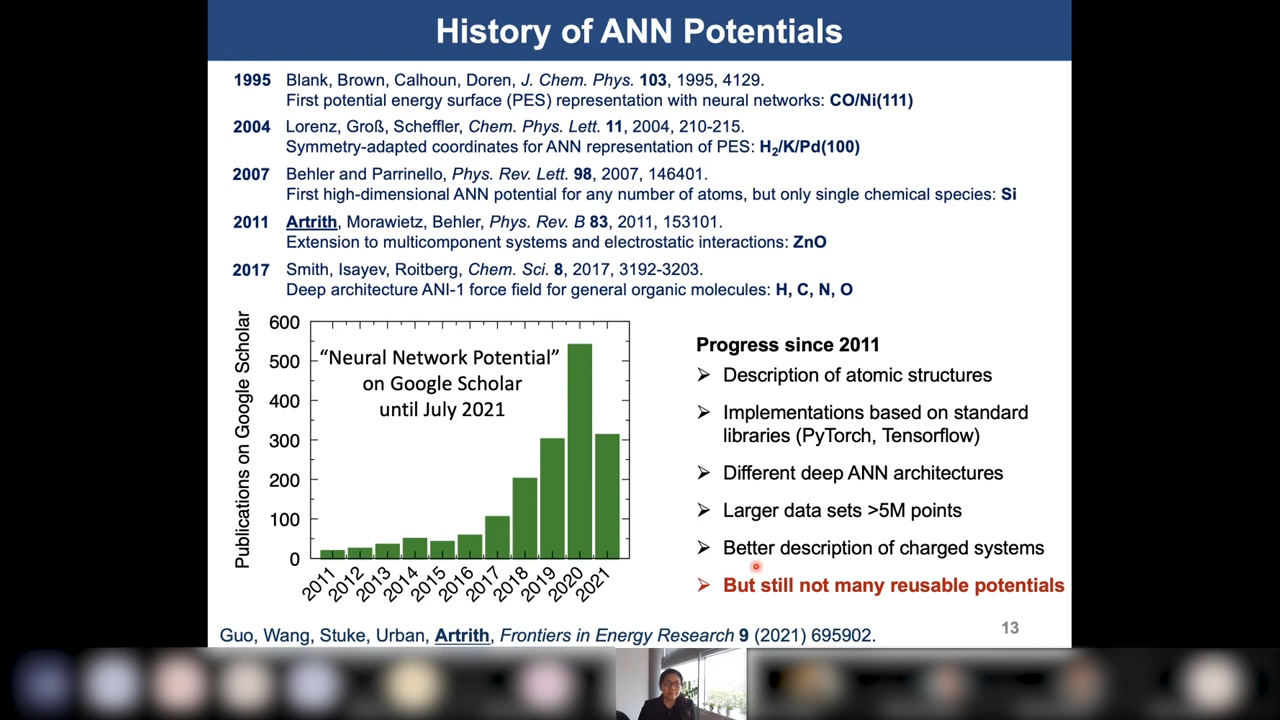 History of ANN Potentials
1995 Blank, Brown, Calhoun, Doren, J. Chem. Phys. 103, 1995, 4129.
First potential energy surface (PES) representation with neural networks: CO/Ni(111)
2004 Lorenz, Groß, Scheffler, Chem. Phys. Lett. 11, 2004, 210-215.
Symmetry-adapted coordinates for ANN representation of PES: H₂/K/Pd(100)
2007 Behler and Parrinello, Phys. Rev. Lett. 98, 2007, 146401.
First high-dimensional ANN potential for any number of atoms, but only single chemical species: Si
2011 Artrith, Morawietz, Behler, Phys. Rev. B 83, 2011, 153101.
Extension to multicomponent systems and electrostatic interactions: ZnO
2017 Smith, Isayev, Roitberg, Chem. Sci. 8, 2017, 3192-3203.
Deep architecture ANI-1 force field for general organic molecules: H, C, N, O
Publications on Google Scholar
600
500
400
300
200
100
0
"Neural Network Potential"
on Google Scholar
until July 2021
2011 2012 2013 2014 2015 2016 2017 2018 2019 2020 2021
Progress since 2011
➢ Description of atomic structures
➢ Implementations based on standard
libraries (PyTorch, Tensorflow)
➢ Different deep ANN architectures
➢ Larger data sets >5M points
➢ Better description of charged systems
➢ But still not many reusable potentials
13
Guo, Wang, Stuke, Urban, Artrith, Frontiers in Energy Research 9 (2021) 695902.